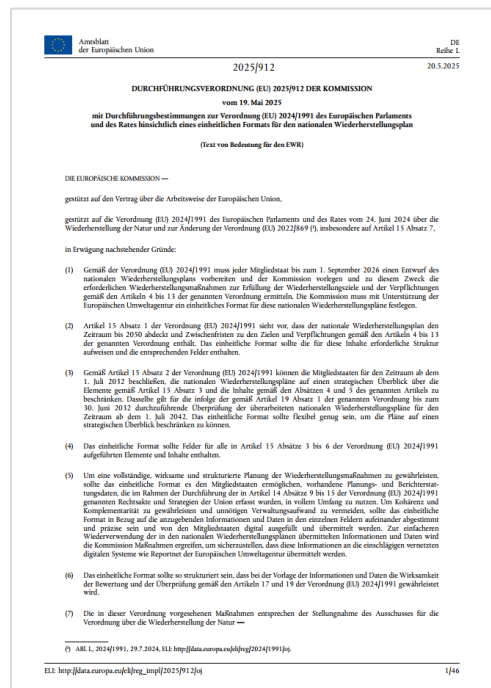 Amtsblatt
der Europäischen Union
DE
Reihe L
2025/912
20.5.2025
DURCHFÜHRUNGSVERORDNUNG (EU) 2025/912 DER KOMMISSION
vom 19. Mai 2025
mit Durchführungsbestimmungen zur Verordnung (EU) 2024/1991 des Europäischen Parlaments
und des Rates hinsichtlich eines einheitlichen Formats für den nationalen Wiederherstellungsplan
(Text von Bedeutung für den EWR)
DIE EUROPÄISCHE KOMMISSION —
gestützt auf den Vertrag über die Arbeitsweise der Europäischen Union,
gestützt auf die Verordnung (EU) 2024/1991 des Europäischen Parlaments und des Rates vom 24. Juni 2024 über die
Wiederherstellung der Natur und zur Änderung der Verordnung (EU) 2022/869 (¹), insbesondere auf Artikel 15 Absatz 7,
in Erwägung nachstehender Gründe:
(1) Gemäß der Verordnung (EU) 2024/1991 muss jeder Mitgliedstaat bis zum 1. September 2026 einen Entwurf des
nationalen Wiederherstellungsplans vorbereiten und der Kommission vorlegen und zu diesem Zweck die
erforderlichen Wiederherstellungsmaßnahmen zur Erfüllung der Wiederherstellungsziele und der Verpflichtungen
gemäß den Artikeln 4 bis 13 der genannten Verordnung ermitteln. Die Kommission muss mit Unterstützung der
Europäischen Umweltagentur ein einheitliches Format für diese nationalen Wiederherstellungspläne festlegen.
(2) Artikel 15 Absatz 1 der Verordnung (EU) 2024/1991 sieht vor, dass der nationale Wiederherstellungsplan den
Zeitraum bis 2050 abdeckt und Zwischenfristen zu den Zielen und Verpflichtungen gemäß den Artikeln 4 bis 13
der genannten Verordnung enthält. Das einheitliche Format sollte die für diese Inhalte erforderliche Struktur
aufweisen und die entsprechenden Felder enthalten.
(3) Gemäß Artikel 15 Absatz 2 der Verordnung (EU) 2024/1991 können die Mitgliedstaaten für den Zeitraum ab dem
1. Juli 2032 beschließen, die nationalen Wiederherstellungspläne auf einen strategischen Überblick über die
Elemente gemäß Artikel 15 Absatz 3 und die Inhalte gemäß den Absätzen 4 und 5 des genannten Artikels zu
beschränken. Dasselbe gilt für die infolge der gemäß Artikel 19 Absatz 1 der genannten Verordnung bis zum
30. Juni 2032 durchzuführende Überprüfung der überarbeiteten nationalen Wiederherstellungspläne für den
Zeitraum ab dem 1. Juli 2042. Das einheitliche Format sollte flexibel genug sein, um die Pläne auf einen
strategischen Überblick beschränken zu können.
(4) Das einheitliche Format sollte Felder für alle in Artikel 15 Absätze 3 bis 6 der Verordnung (EU) 2024/1991
aufgeführten Elemente und Inhalte enthalten.
(5) Um eine vollständige, wirksame und strukturierte Planung der Wiederherstellungsmaßnahmen zu gewährleisten,
sollte das einheitliche Format es den Mitgliedstaaten ermöglichen, vorhandene Planungs- und Berichterstat-
tungsdaten, die im Rahmen der Durchführung der in Artikel 14 Absätze 9 bis 15 der Verordnung (EU) 2024/1991
genannten Rechtsakte und Strategien der Union erfasst wurden, in vollem Umfang zu nutzen. Um Kohärenz und
Komplementarität zu gewährleisten und unnötigen Verwaltungsaufwand zu vermeiden, sollte das einheitliche
Format in Bezug auf die anzugebenden Informationen und Daten in den einzelnen Feldern aufeinander abgestimmt
und präzise sein und von den Mitgliedstaaten digital ausgefüllt und übermittelt werden. Zur einfacheren
Wiederverwendung der in den nationalen Wiederherstellungsplänen übermittelten Informationen und Daten wird
die Kommission Maßnahmen ergreifen, um sicherzustellen, dass diese Informationen an die einschlägigen vernetzten
digitalen Systeme wie Reportnet der Europäischen Umweltagentur übermittelt werden.
(6) Das einheitliche Format sollte so strukturiert sein, dass bei der Vorlage der Informationen und Daten die Wirksamkeit
der Bewertung und der Überprüfung gemäß den Artikeln 17 und 19 der Verordnung (EU) 2024/1991 gewährleistet
wird.
(7) Die in dieser Verordnung vorgesehenen Maßnahmen entsprechen der Stellungnahme des Ausschusses für die
Verordnung über die Wiederherstellung der Natur —
(¹) ABl. L, 2024/1991, 29.7.2024, ELI: http://data.europa.eu/eli/reg/2024/1991/oj.
ELI: http://data.europa.eu/eli/reg_impl/2025/912/oj
1/46